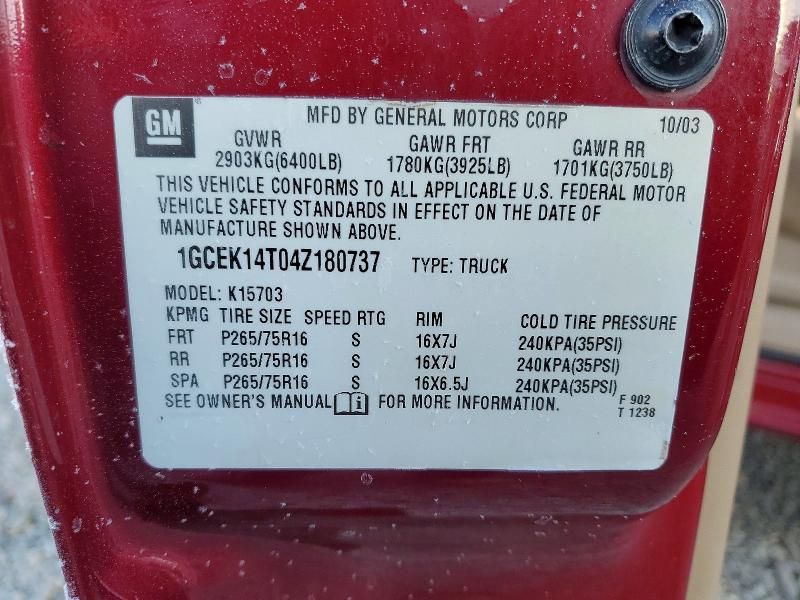 GM MFD BY GENERAL MOTORS CORP 10/03
GVWR GAWR FRT GAWR RR
2903KG(6400LB) 1780KG(3925LB) 1701KG(3750LB)
THIS VEHICLE CONFORMS TO ALL APPLICABLE U.S. FEDERAL MOTOR
VEHICLE SAFETY STANDARDS IN EFFECT ON THE DATE OF
MANUFACTURE SHOWN ABOVE.
1GCEK14T04Z180737 TYPE: TRUCK
MODEL: K15703
KPMG TIRE SIZE SPEED RTG RIM COLD TIRE PRESSURE
FRT P265/75R16 S 16X7J 240KPA(35PSI)
RR P265/75R16 S 16X7J 240KPA(35PSI)
SPA P265/75R16 S 16X6.5J 240KPA(35PSI)
SEE OWNER'S MANUAL i FOR MORE INFORMATION.
F 902
T 1238